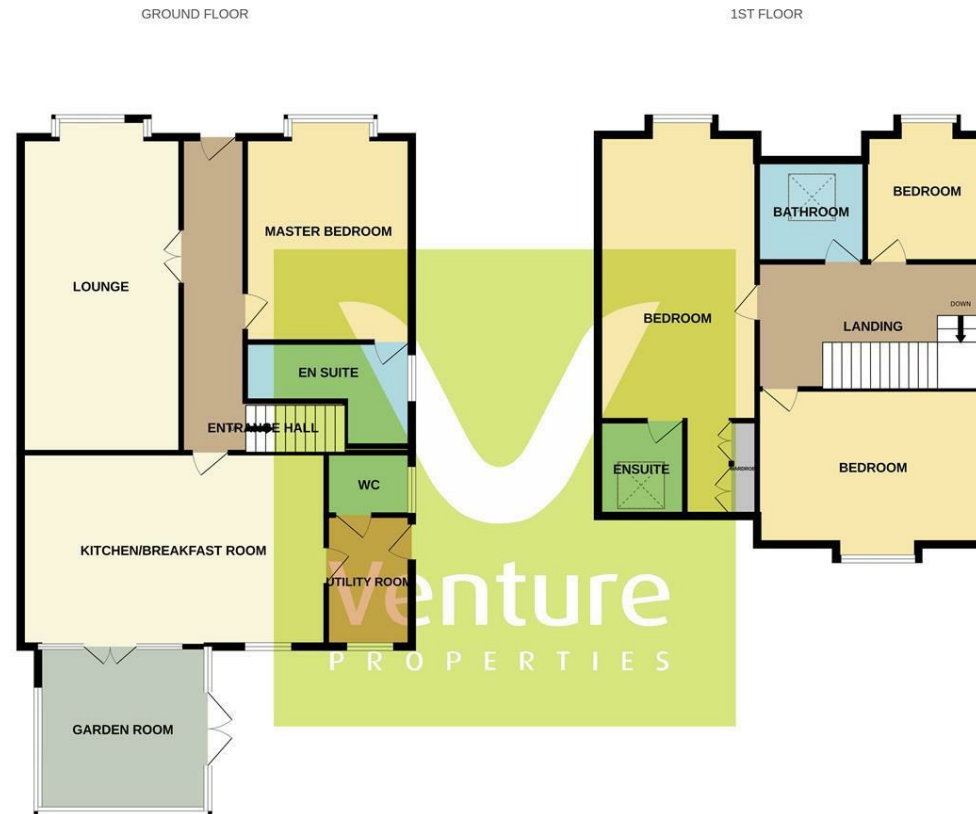 GROUND FLOOR
1ST FLOOR
LOUNGE
MASTER BEDROOM
EN SUITE
ENTRANCE HALL
WC
KITCHEN/BREAKFAST ROOM
UTILITY ROOM
GARDEN ROOM
BEDROOM
BATHROOM
BEDROOM
DOWN
LANDING
ENSUITE
WARDROBE
BEDROOM
Venture
PROPERTIES